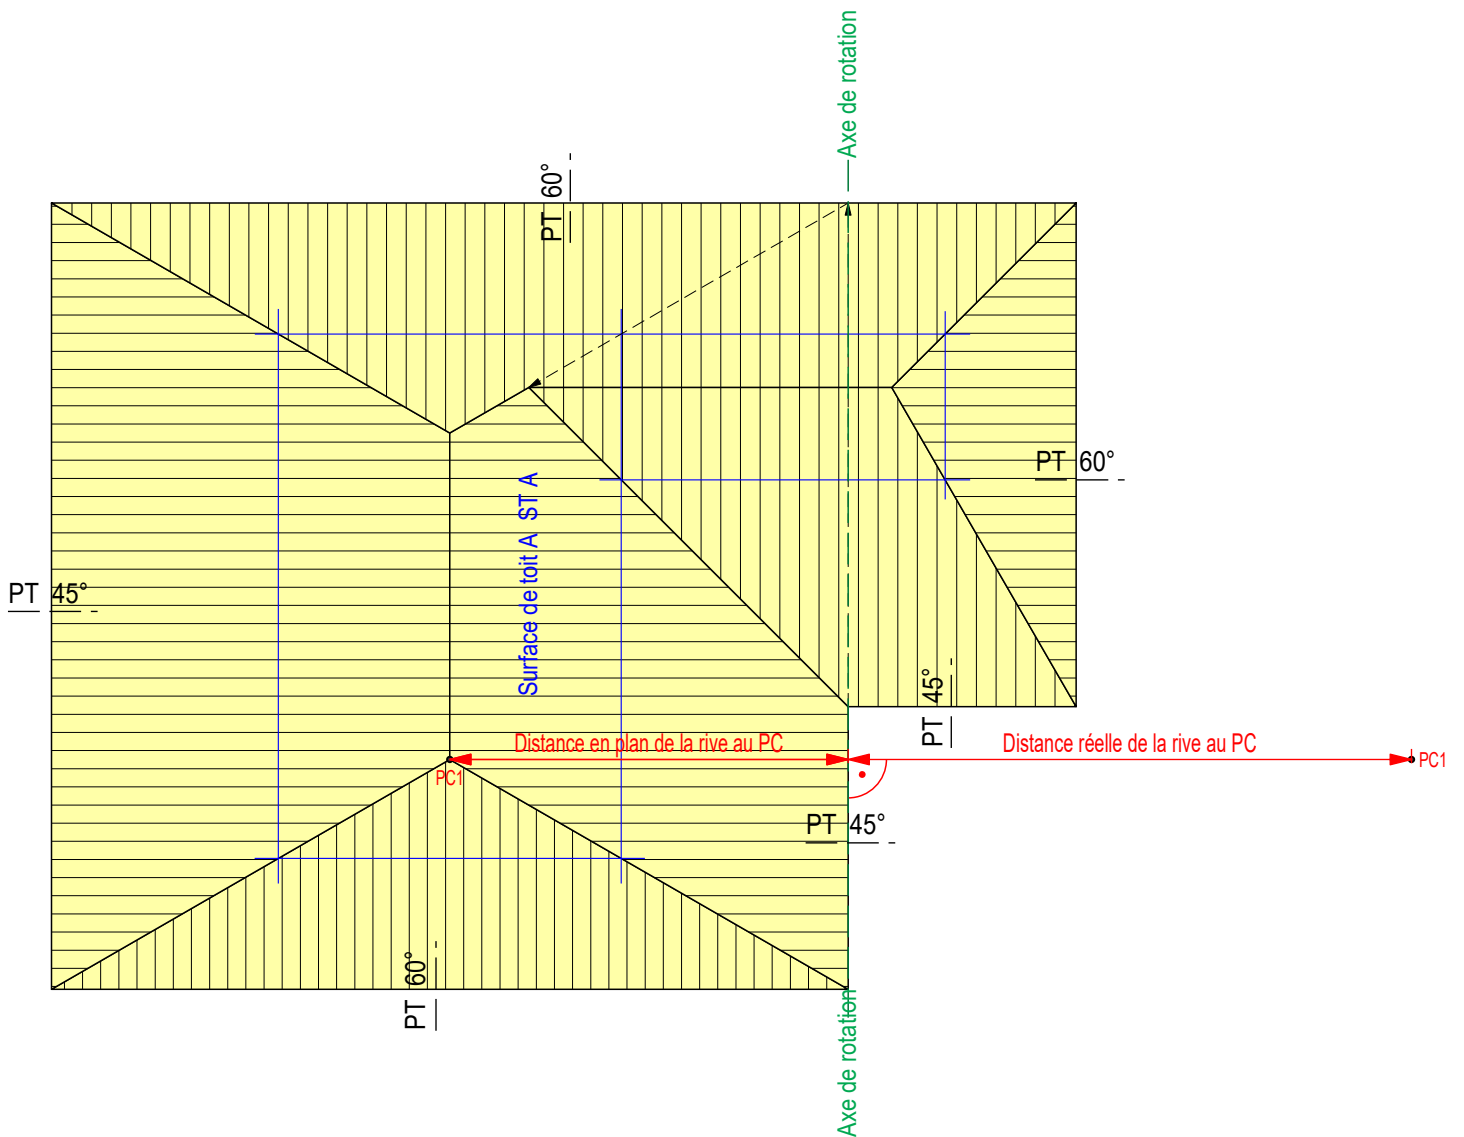 Axe de rotation
PT 60°
PT 60°
Surface de toit A ST A
PT 45°
PT 45°
Distance en plan de la rive au PC
Distance réelle de la rive au PC
PC1
PC1
PT 45°
PT 60°
Axe de rotation